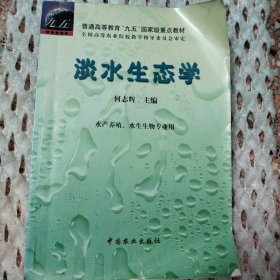 普通高等教育“九五”国家级重点教材
全国高等农业院校教学指导委员会审定
淡水生态学
何志辉 主编
水产养殖、水生生物专业用
中国农业出版社